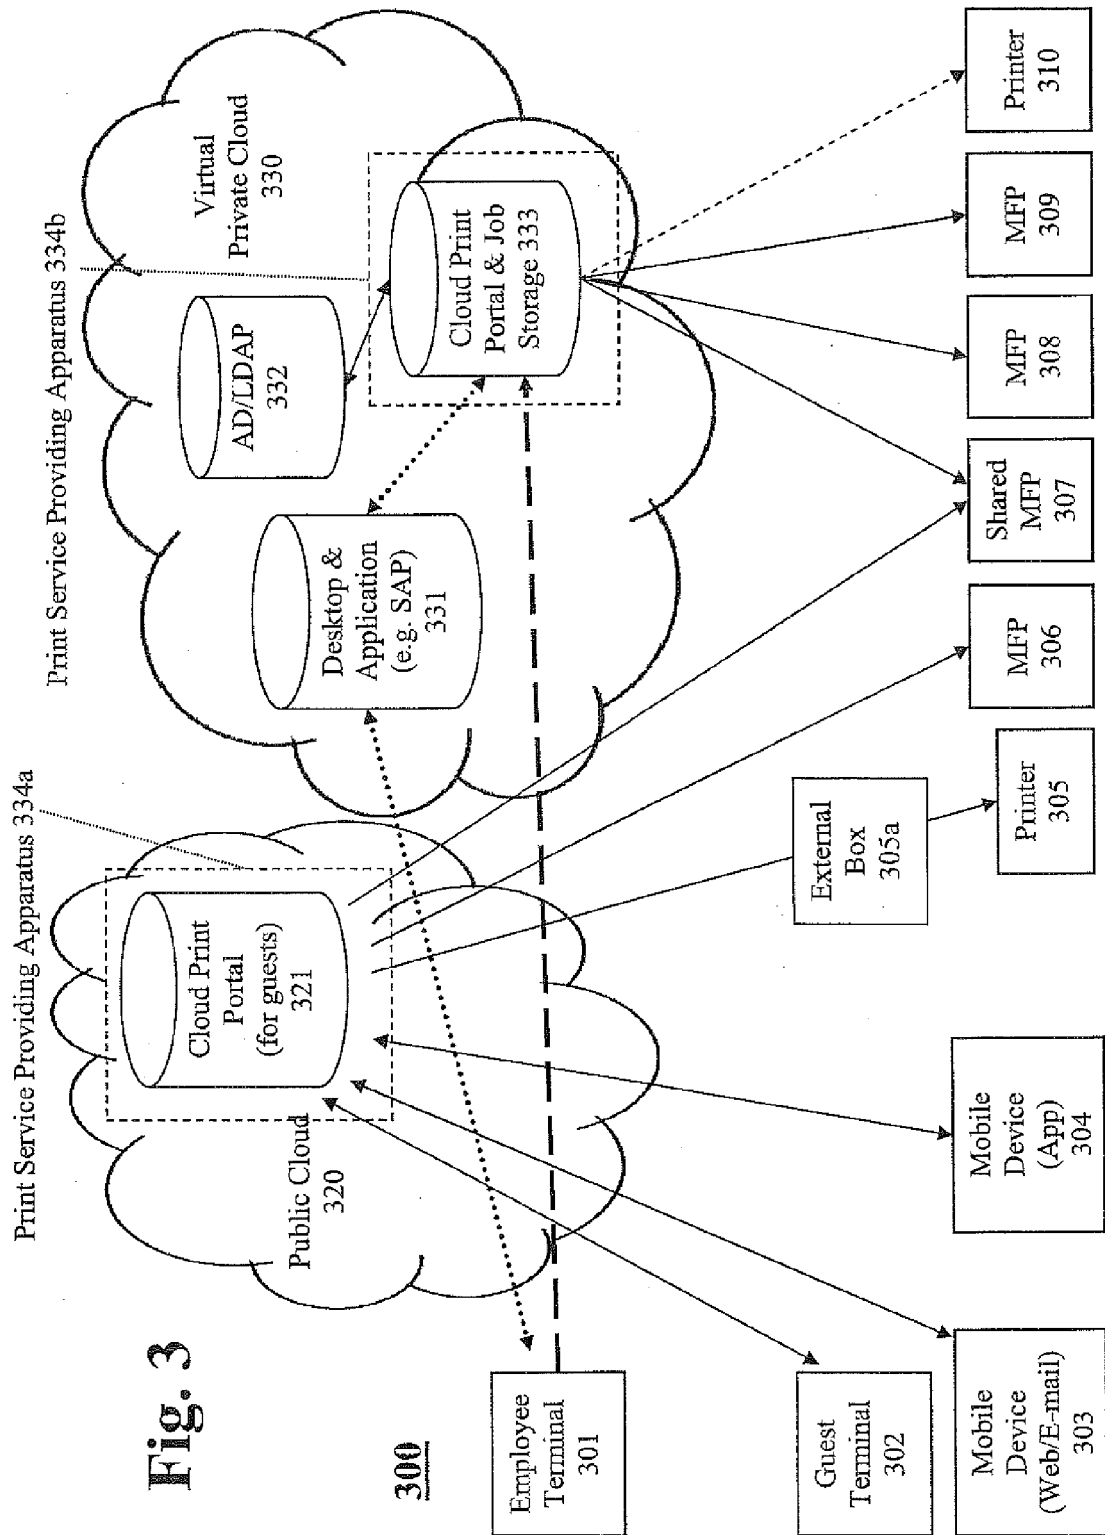 Fig. 3
300
Print Service Providing Apparatus 334a
Print Service Providing Apparatus 334b
Public Cloud
320
Cloud Print
Portal
(for guests)
321
Virtual
Private Cloud
330
Desktop &
Application
(e.g. SAP)
331
AD/LDAP
332
Cloud Print
Portal & Job
Storage 333
Employee
Terminal
301
Guest
Terminal
302
Mobile
Device
(Web/E-mail)
303
Mobile
Device
(App)
304
External
Box
305a
Printer
305
MFP
306
Shared
MFP
307
MFP
308
MFP
309
Printer
310